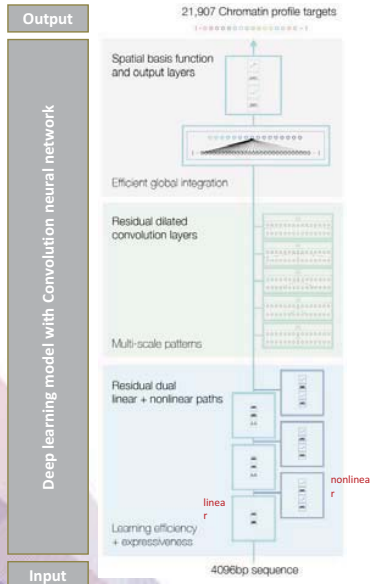 Output
21,907 Chromatin profile targets
Deep learning model with Convolution neural network
Spatial basis function
and output layers
Efficient global integration
Residual dilated
convolution layers
Multi-scale patterns
Residual dual
linear + nonlinear paths
nonlinea
r
linea
r
Learning efficiency
+ expressiveness
Input
4096bp sequence